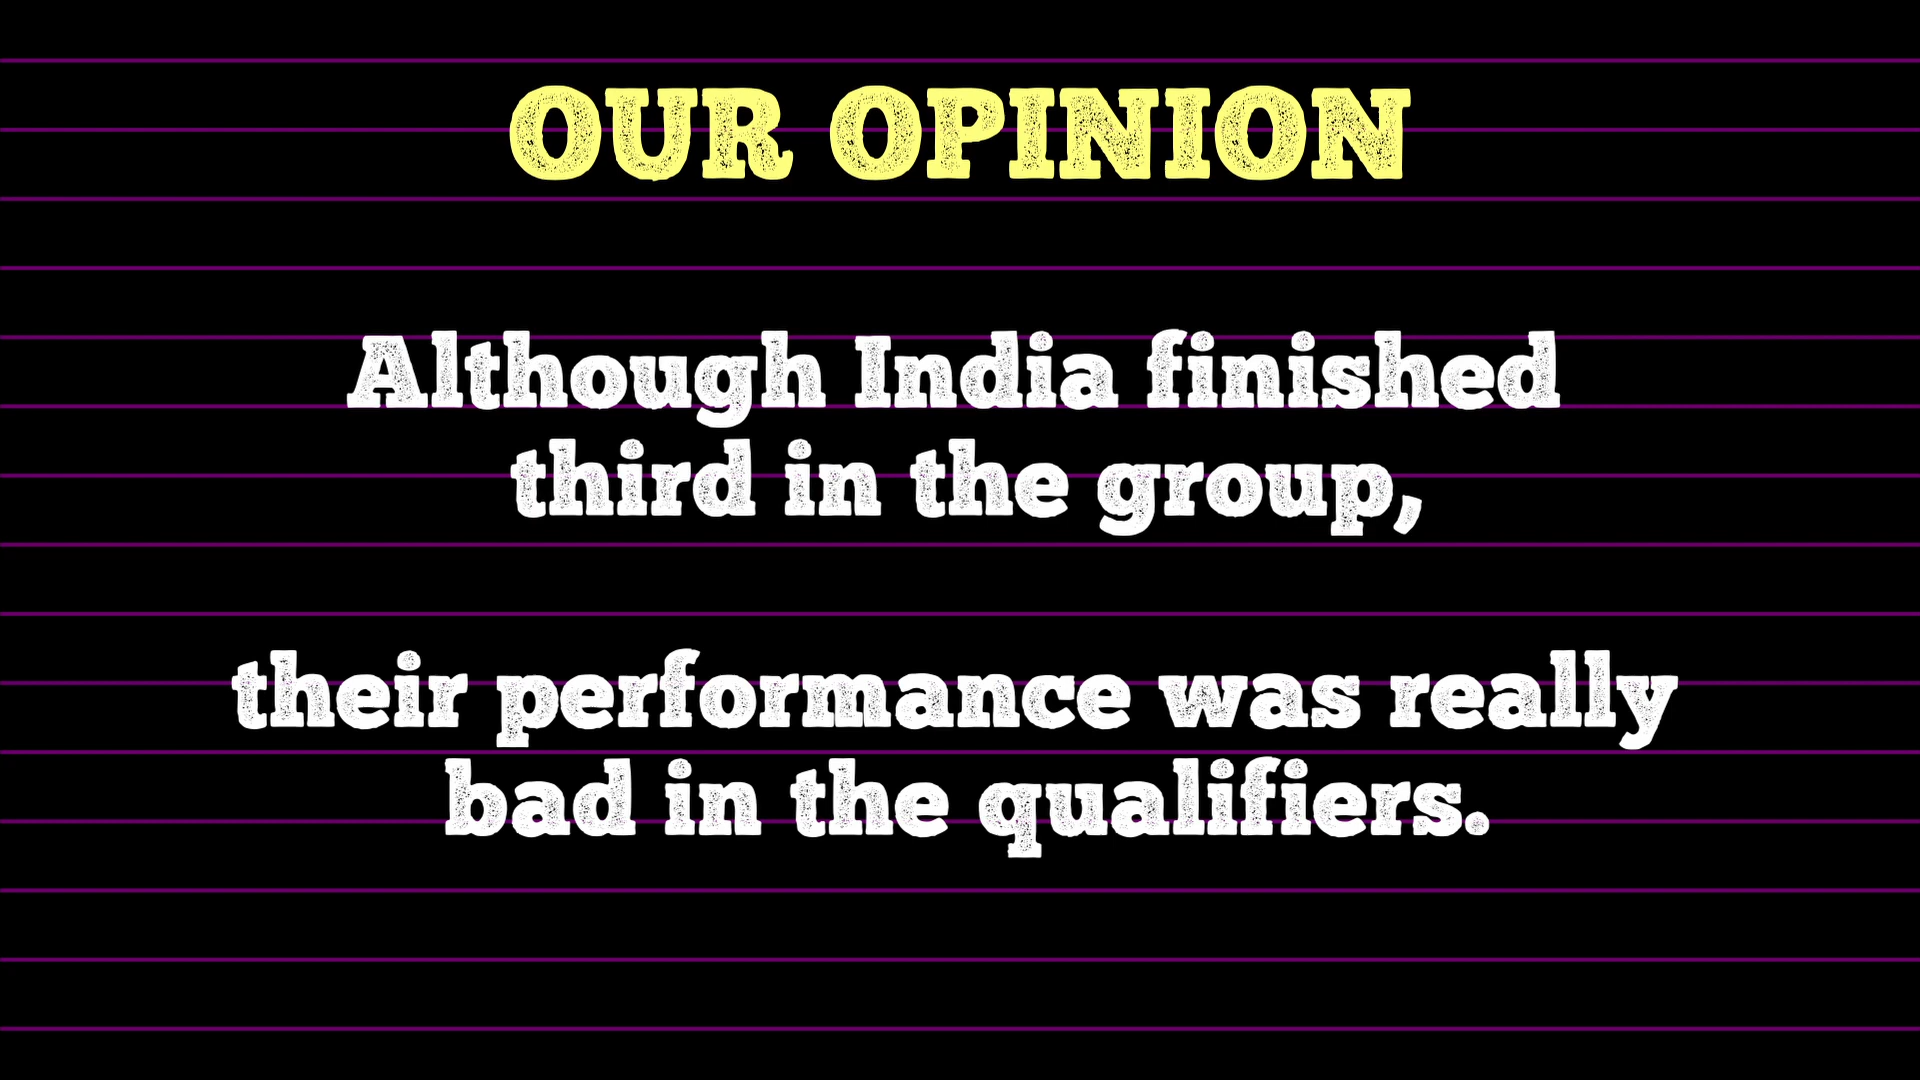 OUR OPINION
Although India finished
third in the group,
their performance was really
bad in the qualifiers.